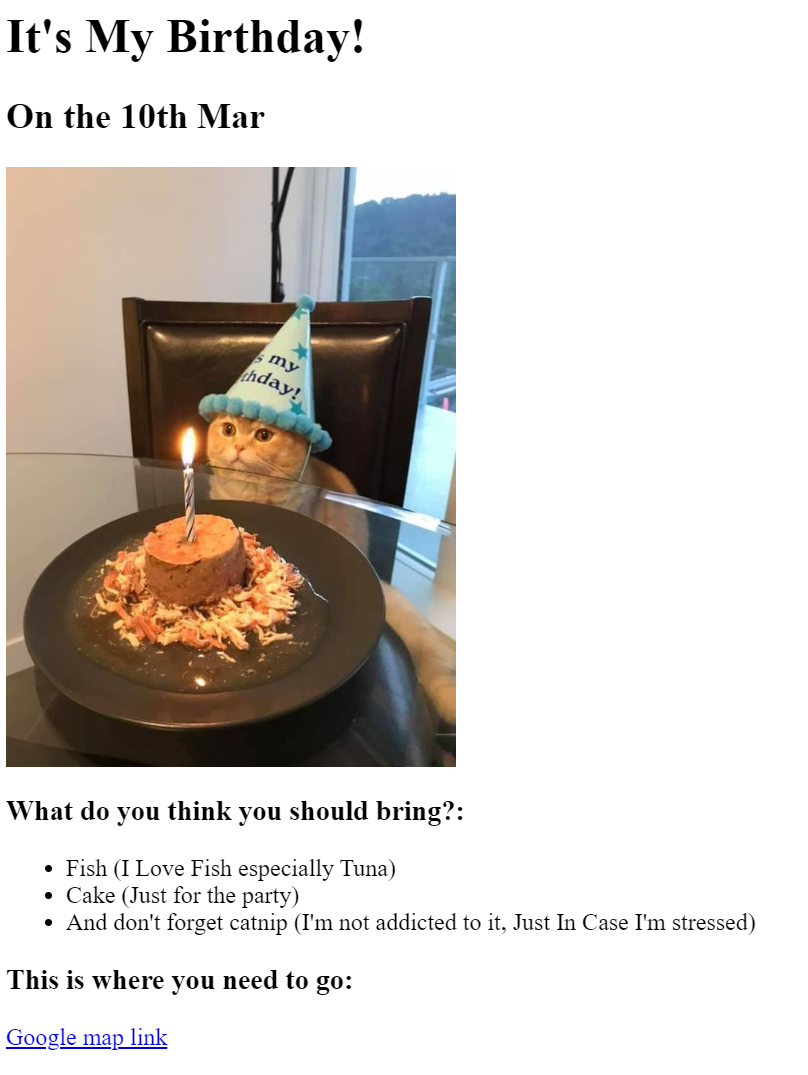 It's My Birthday!
On the 10th Mar
s my
thday!
What do you think you should bring?:
Fish (I Love Fish especially Tuna)
Cake (Just for the party)
And don't forget catnip (I'm not addicted to it, Just In Case I'm stressed)
This is where you need to go:
Google map link